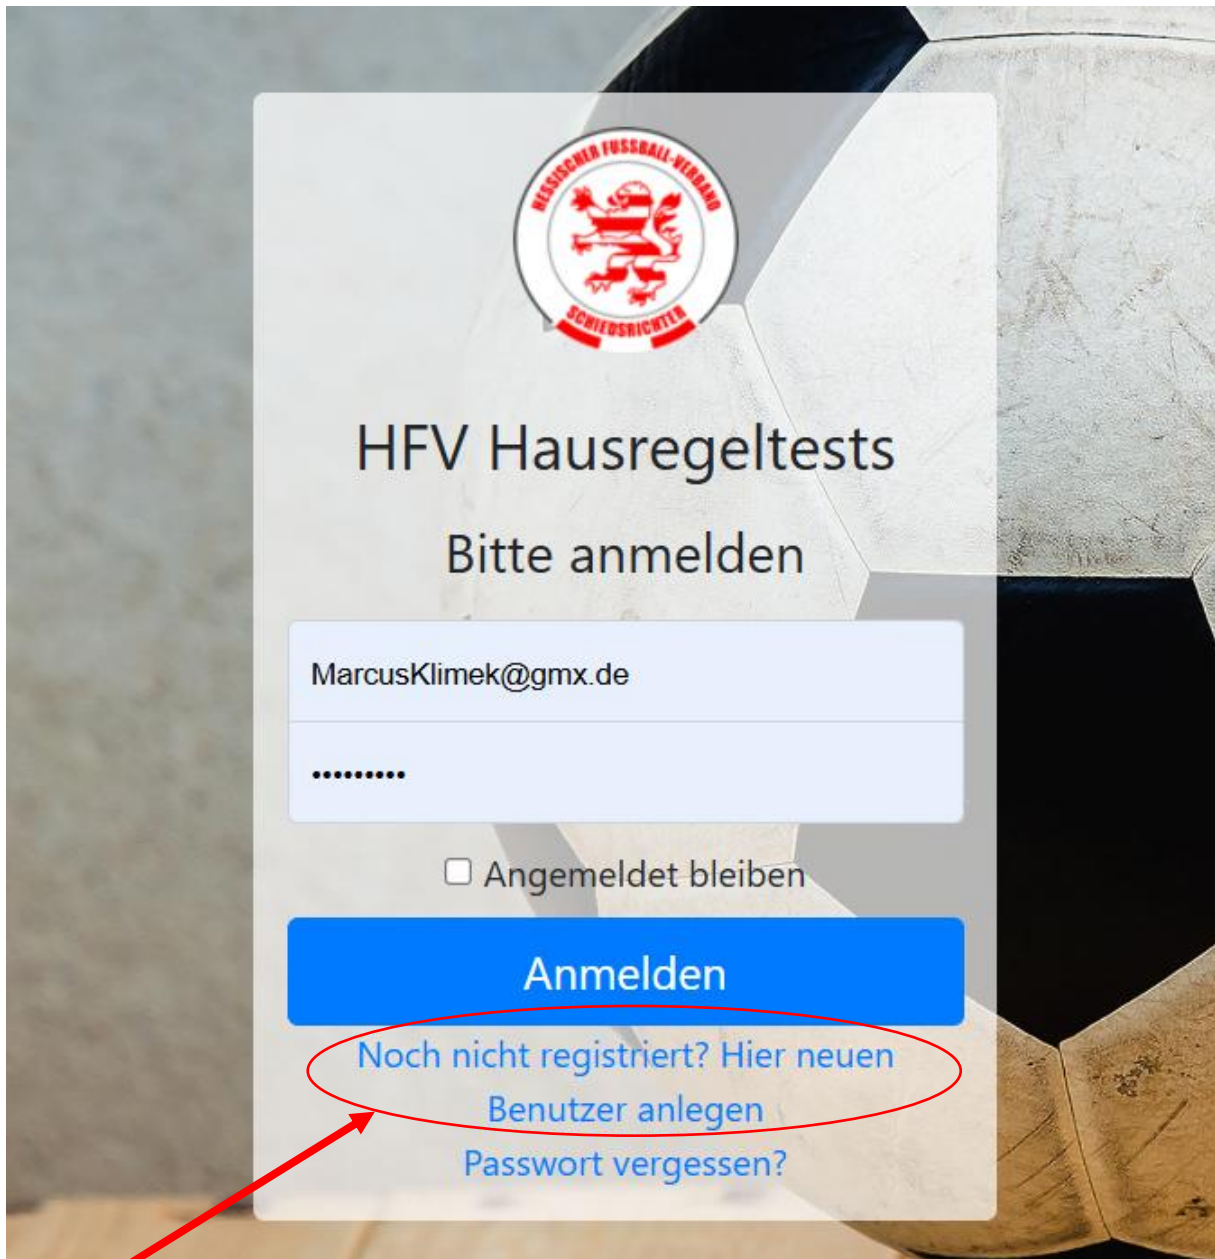 HESSISCHER FUSSBALL-VERBAND
SCHIEDSRICHTER
HFV Hausregeltests
Bitte anmelden
MarcusKlimek@gmx.de
•••••••••
Angemeldet bleiben
Anmelden
Noch nicht registriert? Hier neuen
Benutzer anlegen
Passwort vergessen?